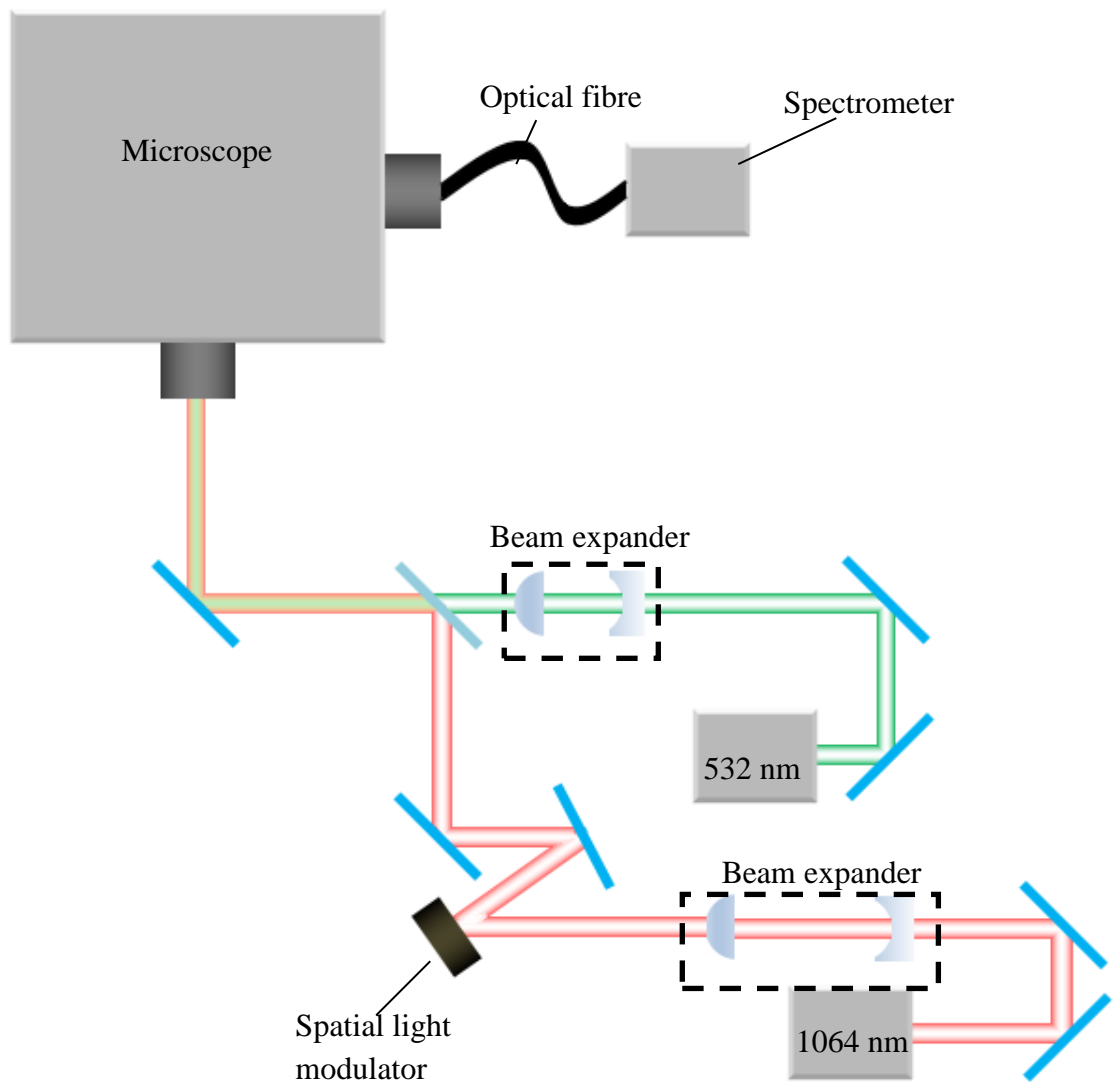 Optical fibre
Spectrometer
Microscope
Beam expander
532 nm
Beam expander
Spatial light
modulator
1064 nm